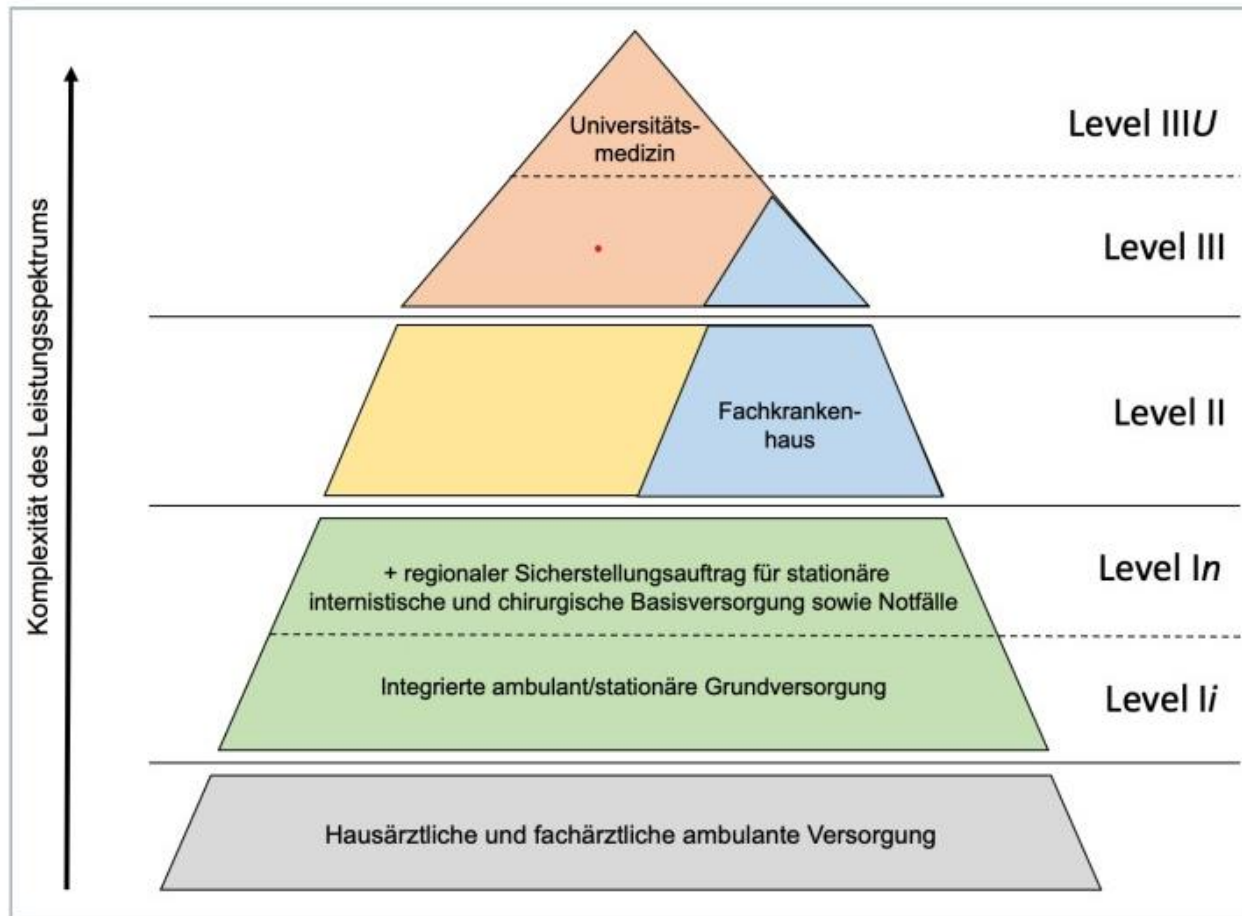 Komplexität des Leistungsspektrums
Universitäts-
medizin
Level IIIU
Level III
Fachkranken-
haus
Level II
+ regionaler Sicherstellungsauftrag für stationäre
internistische und chirurgische Basisversorgung sowie Notfälle
Level In
Integrierte ambulant/stationäre Grundversorgung
Level Ii
Hausärztliche und fachärztliche ambulante Versorgung